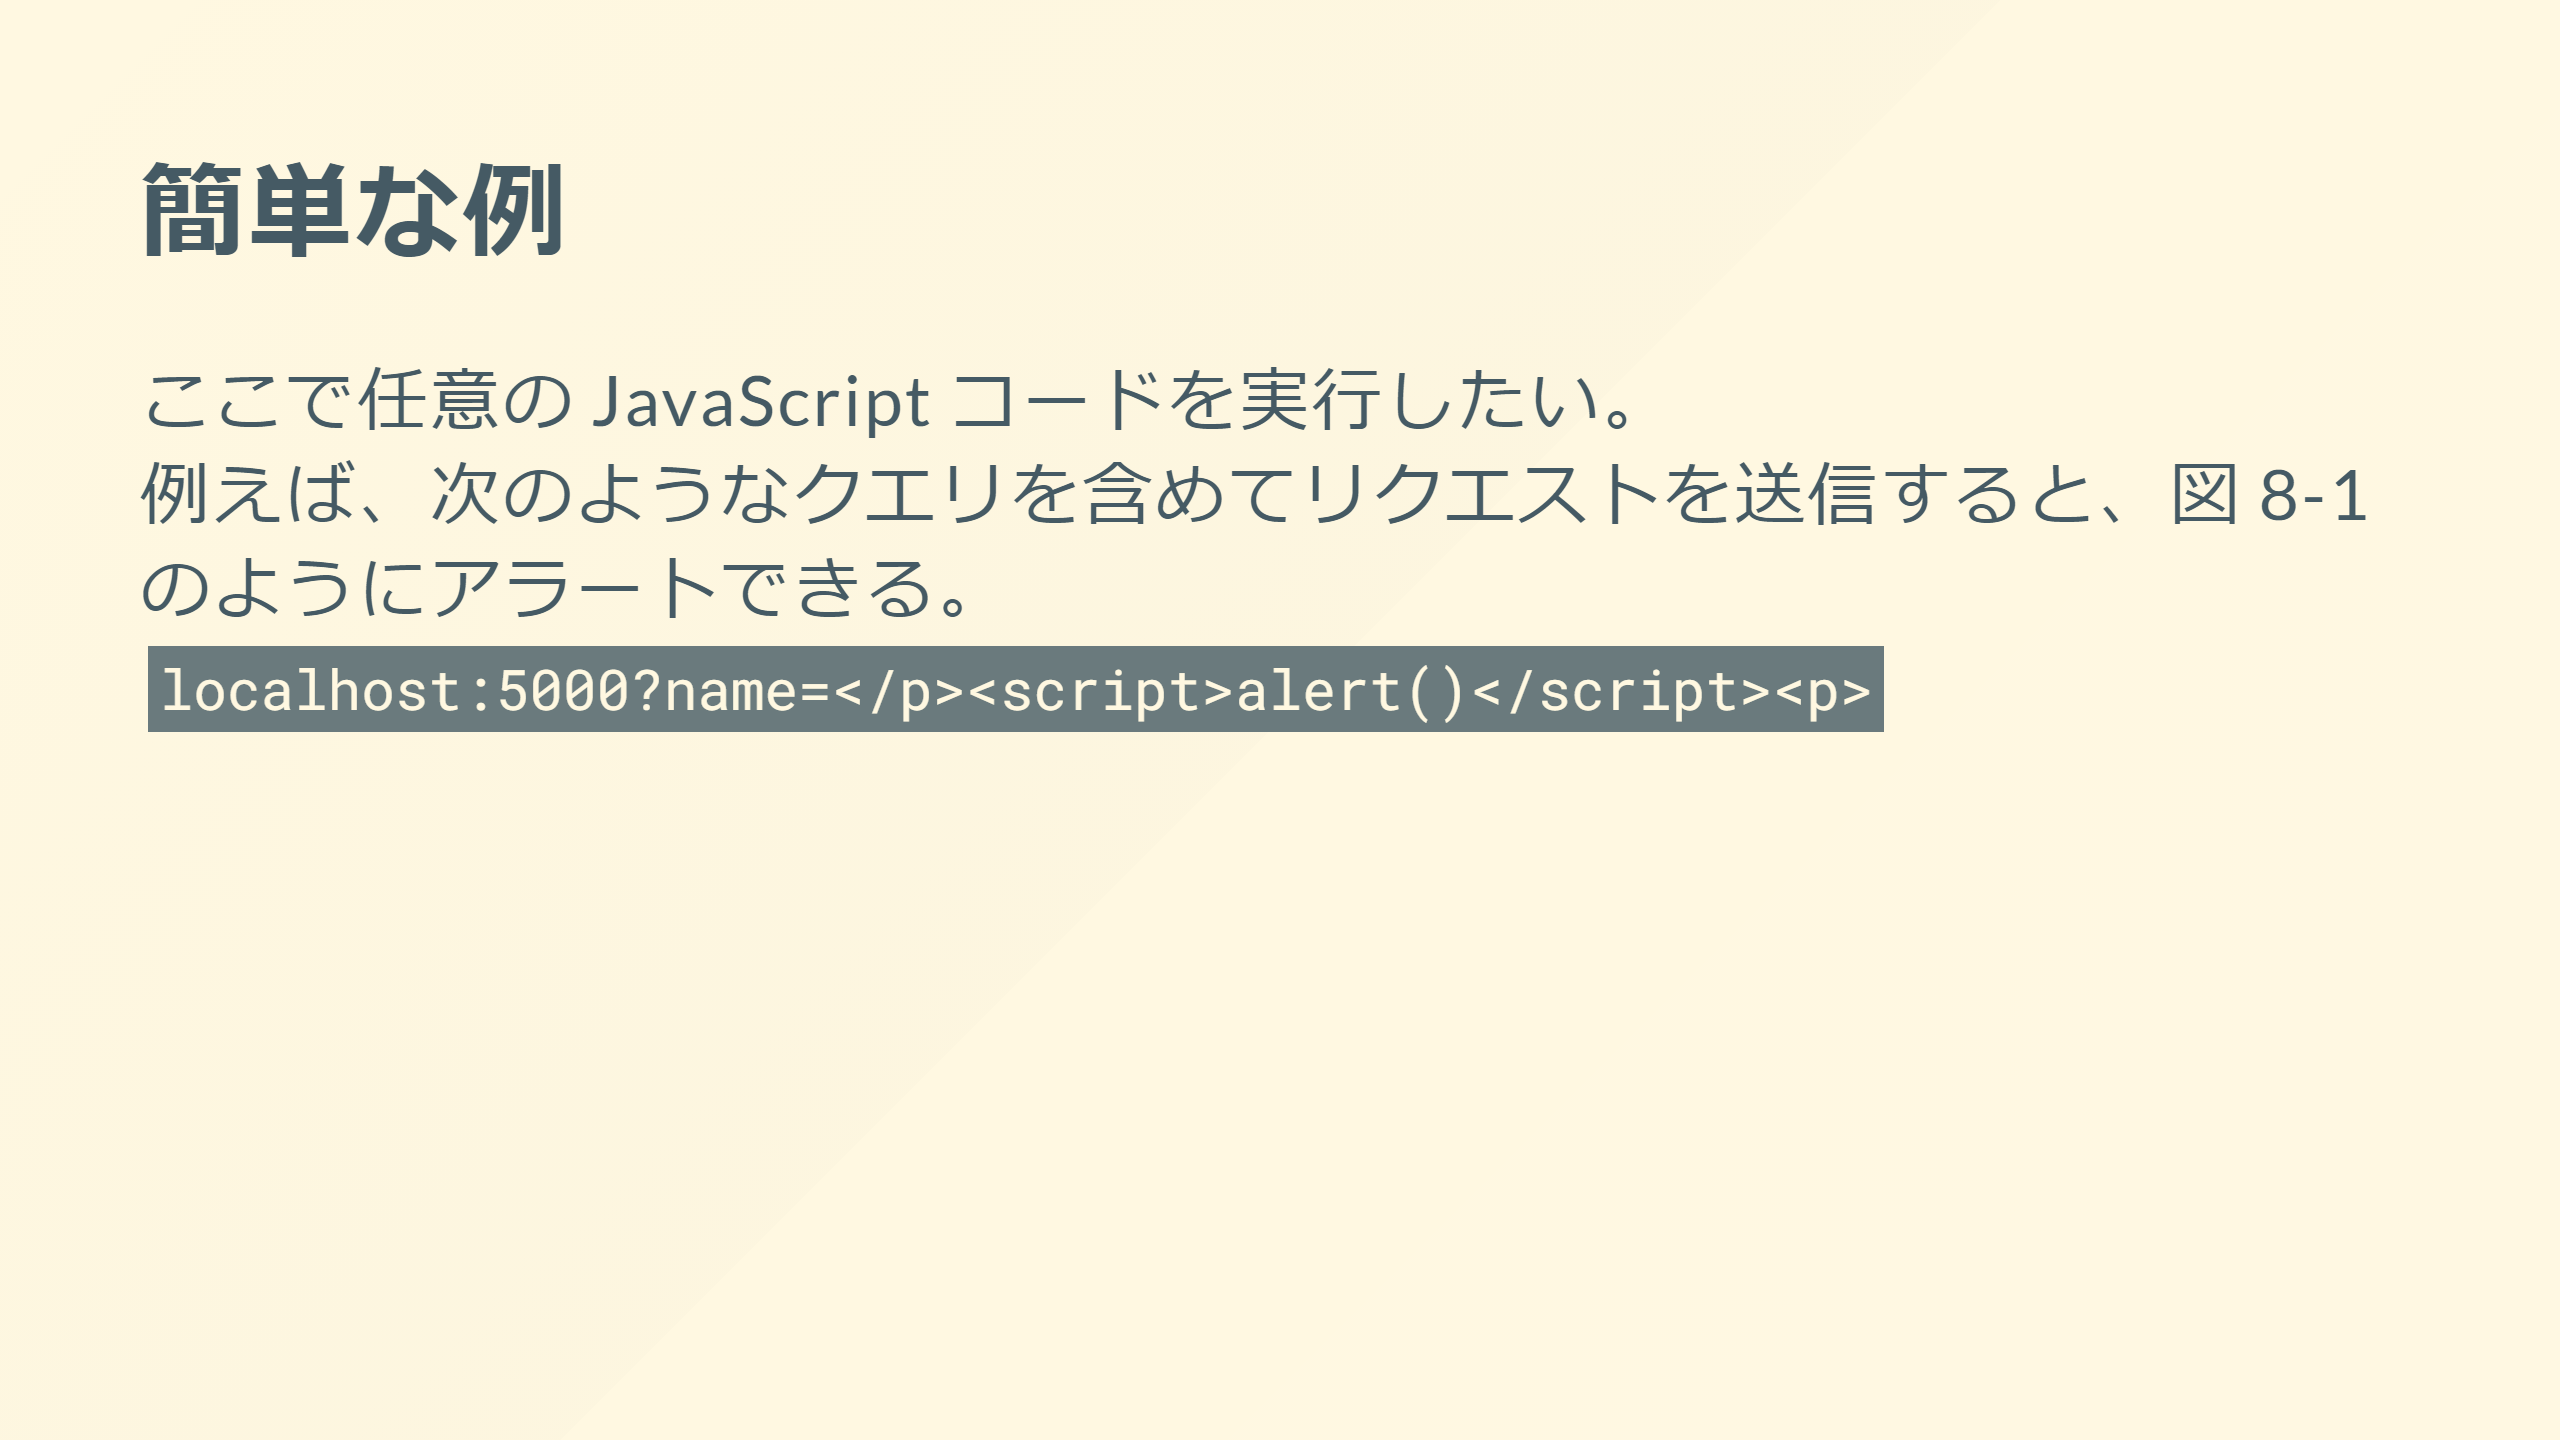 簡単な例
ここで任意の JavaScript コードを実行したい。
例えば、次のようなクエリを含めてリクエストを送信すると、図 8-1
のようにアラートできる。
localhost:5000?name=</p><script>alert()</script><p>